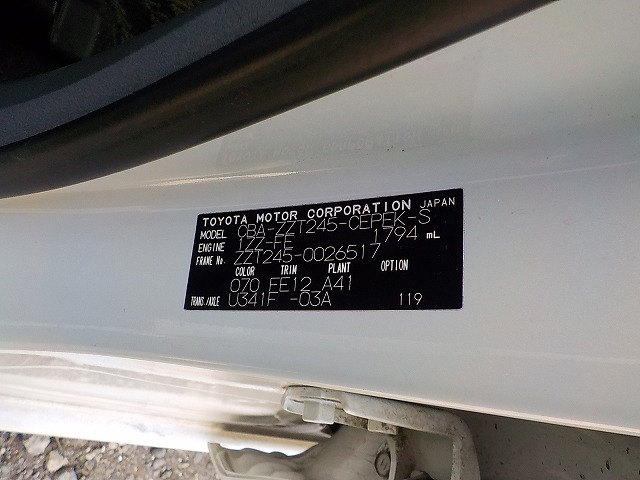 TOYOTA MOTOR CORPORATION JAPAN
MODEL CBA-ZZT245-CEPEK-S
ENGINE 1ZZ-FE 1794 mL
FRAME No. ZZT245-0026517
COLOR TRIM PLANT OPTION
070 EE12 A41
TRANS./AXLE U341F -03A 119